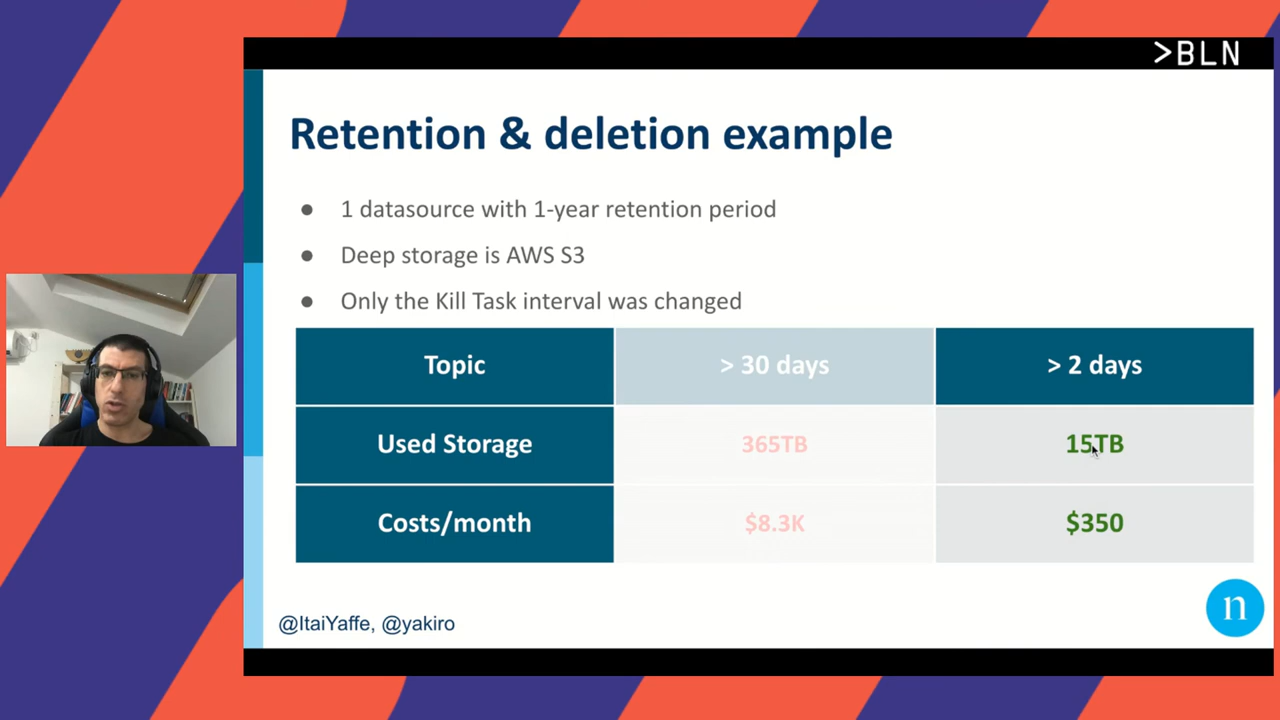 >BLN
Retention & deletion example
● 1 datasource with 1-year retention period
● Deep storage is AWS S3
● Only the Kill Task interval was changed
Topic > 30 days > 2 days
Used Storage 365TB 15TB
Costs/month $8.3K $350
@ItaiYaffe, @yakiro
n